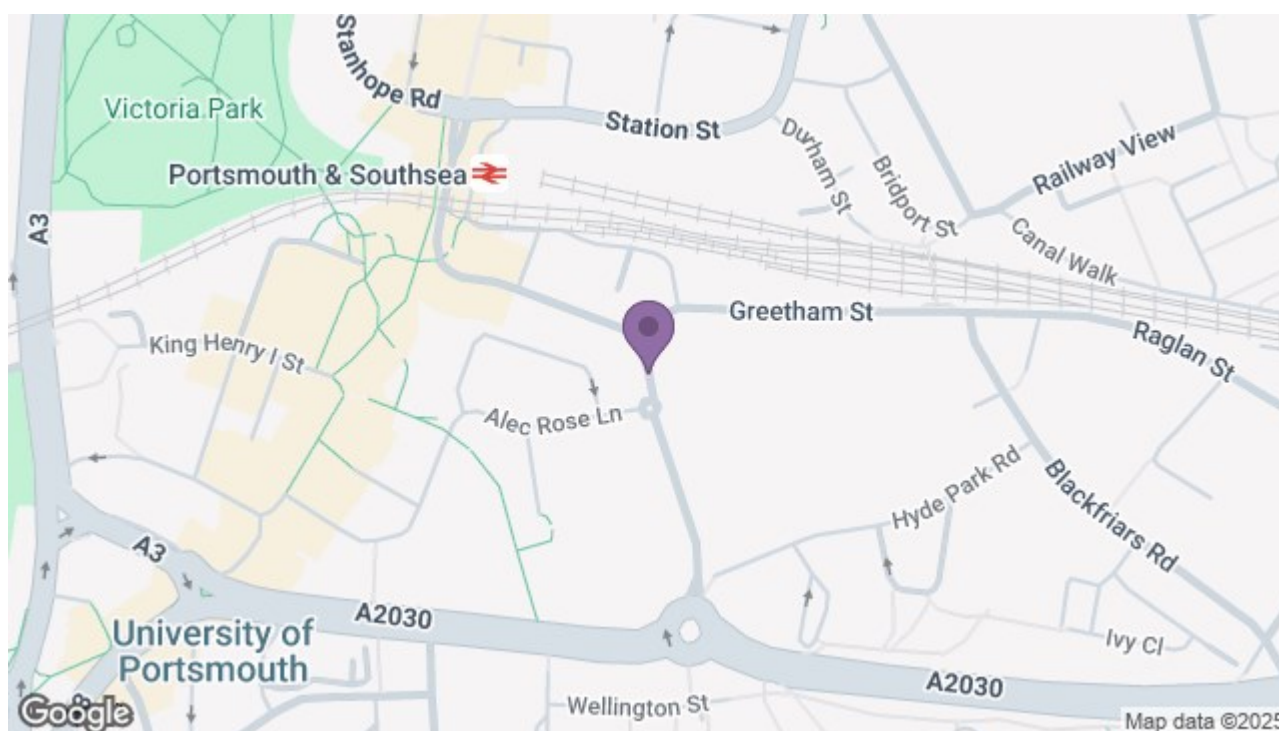 Stanhope Rd
Victoria Park
Station St
Durham St
Bridport St
Railway View
Portsmouth & Southsea
A3
Canal Walk
Greetham St
Raglan St
King Henry I St
Alec Rose Ln
Hyde Park Rd
Blackfriars Rd
A3
A2030
University of
Portsmouth
Ivy Cl
A2030
Wellington St
Google
Map data ©2025